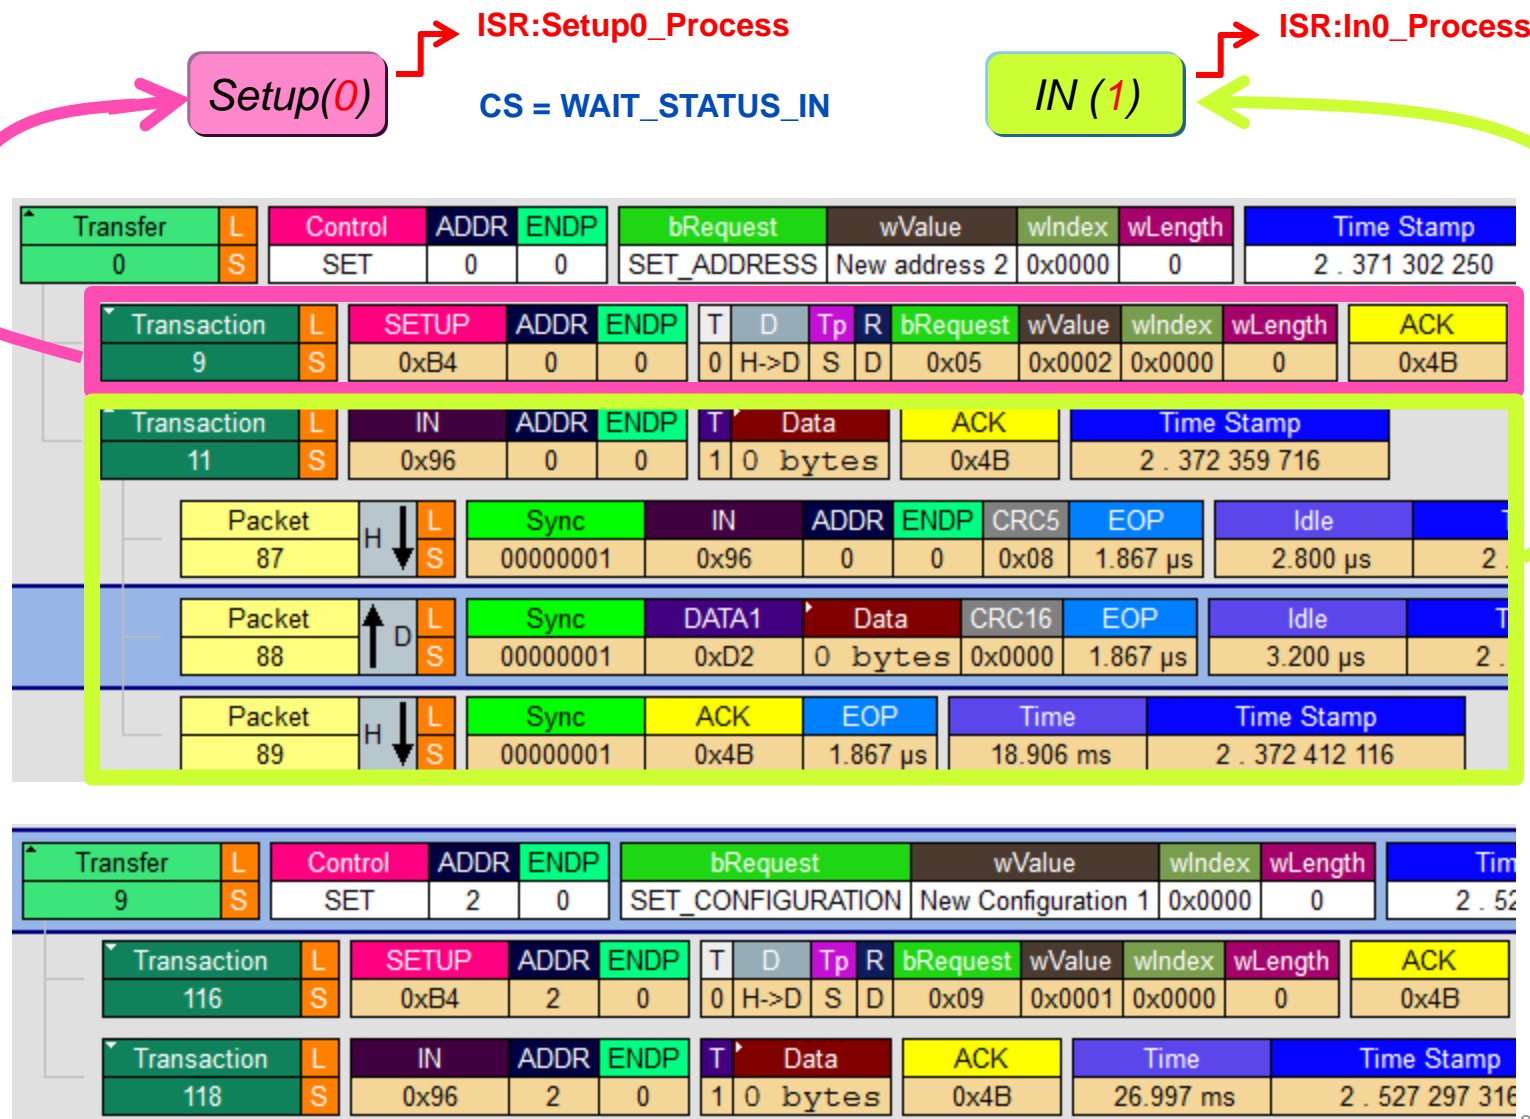 ISR:Setup0_Process ISR:In0_Process
Setup(0) CS = WAIT_STATUS_IN IN (1)
Transfer L Control ADDR ENDP bRequest wValue wIndex wLength Time Stamp
0 S SET 0 0 SET_ADDRESS New address 2 0x0000 0 2 . 371 302 250
Transaction L SETUP ADDR ENDP T D Tp R bRequest wValue wIndex wLength ACK
9 S 0xB4 0 0 0 H->D S D 0x05 0x0002 0x0000 0 0x4B
Transaction L IN ADDR ENDP T Data ACK Time Stamp
11 S 0x96 0 0 1 0 bytes 0x4B 2 . 372 359 716
Packet H L Sync IN ADDR ENDP CRC5 EOP Idle
87 S 00000001 0x96 0 0 0x08 1.867 µs 2.800 µs 2 .
Packet D L Sync DATA1 Data CRC16 EOP Idle
88 S 00000001 0xD2 0 bytes 0x0000 1.867 µs 3.200 µs 2 .
Packet H L Sync ACK EOP Time Time Stamp
89 S 00000001 0x4B 1.867 µs 18.906 ms 2 . 372 412 116
Transfer L Control ADDR ENDP bRequest wValue wIndex wLength Tim
9 S SET 2 0 SET_CONFIGURATION New Configuration 1 0x0000 0 2 . 52
Transaction L SETUP ADDR ENDP T D Tp R bRequest wValue wIndex wLength ACK
116 S 0xB4 2 0 0 H->D S D 0x09 0x0001 0x0000 0 0x4B
Transaction L IN ADDR ENDP T Data ACK Time Time Stamp
118 S 0x96 2 0 1 0 bytes 0x4B 26.997 ms 2 . 527 297 316